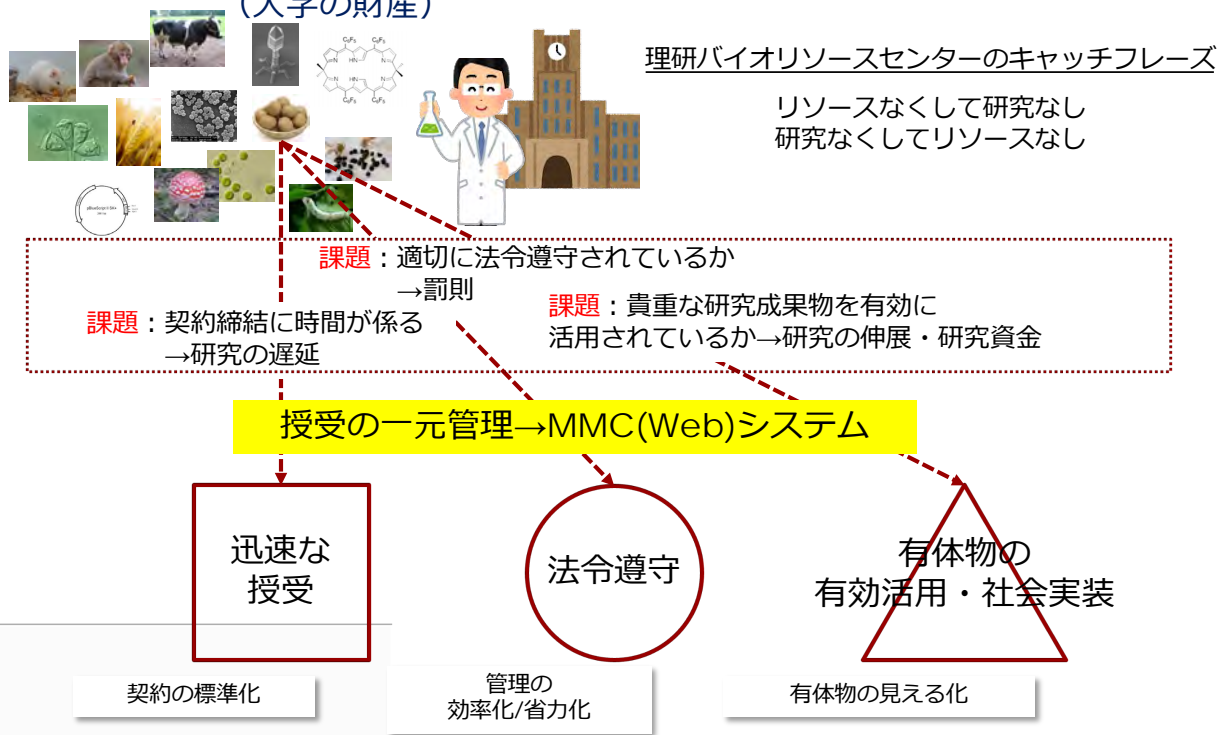 （大学の財産）
C6F5
C6F5
N
HN
N
N
HN
N
C6F5
C6F5
理研バイオリソースセンターのキャッチフレーズ
リソースなくして研究なし
研究なくしてリソースなし
課題：適切に法令遵守されているか
→罰則
課題：契約締結に時間が係る
→研究の遅延
課題：貴重な研究成果物を有効に
活用されているか→研究の伸展・研究資金
授受の一元管理→MMC(Web)システム
迅速な
授受
法令遵守
有体物の
有効活用・社会実装
契約の標準化
管理の
効率化/省力化
有体物の見える化